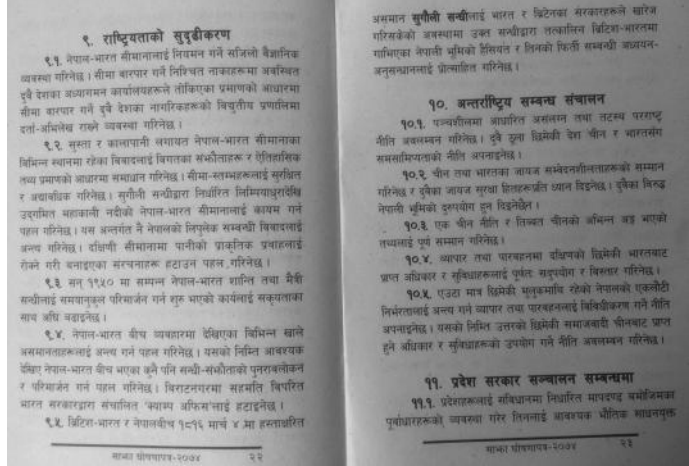 ९. राष्ट्रियताको सुदृढीकरण
९.१. नेपाल-भारत सीमानालाई नियमन गर्ने सजिलो वैज्ञानिक
व्यवस्था गरिनेछ । सीमा वारपार गर्ने निश्चित नाकाहरूमा अवस्थित
दुवै देशका अध्यागमन कार्यालयहरूले तोकिएका प्रमाणको आधारमा
सीमा वारपार गर्ने दुवै देशका नागरिकहरूको विद्युतीय प्रणालिमा
दर्ता-अभिलेख राख्ने व्यवस्था गरिनेछ ।
९.२. सुस्ता र कालापानी लगायत नेपाल-भारत सीमानाका
विभिन्न स्थानमा रहेका विवादलाई विगतका संझौताहरू र ऐतिहासिक
तथ्य प्रमाणको आधारमा समाधान गरिनेछ । सीमा-स्तम्भहरूलाई सुरक्षित
र अद्यावधिक गरिनेछ । सुगौली सन्धीद्वारा निर्धारित लिम्पियाधुरादेखि
उद्गमित महाकाली नदीको नेपाल-भारत सीमानालाई कायम गर्न
पहल गरिनेछ । यस अन्तर्गत नै नेपालको लिपुलेक सम्वन्धी विवादलाई
अन्त्य गरिनेछ । दक्षिणी सीमानामा पानीको प्राकृतिक प्रवाहलाई
रोक्ने गरी बनाइएका संरचनाहरू हटाउन पहल गरिनेछ ।
९.३ सन् १९५० मा सम्पन्न नेपाल-भारत शान्ति तथा मैत्री
सन्धीलाई समयानुकुल परिमार्जन गर्न शुरु भएको कार्यलाई सक्यताका
साथ अघि बढाइनेछ ।
९.४. नेपाल-भारत बीच व्यवहारमा देखिएका विभिन्न खाले
असमानताहरूलाई अन्त्य गर्न पहल गरिनेछ । यसको निम्ति आवश्यक
देखिए नेपाल-भारत बीच भएका कुनै पनि सन्धी-संझौताको पुनरावलोकन
र परिमार्जन गर्न पहल गरिनेछ । विराटनगरमा सहमति विपरित
भारत सरकारद्वारा संचालित 'क्याम्प अफिस'लाई हटाइनेछ ।
९.५. ब्रिटिश-भारत र नेपालवीच १८१६ मार्च ४ मा हस्ताक्षरित
साझा घोषणापत्र-२०७४ २२
असमान सुगौली सन्धीलाई भारत र ब्रिटेनका सरकारहरूले खारेज
गरिसकेको अवस्थामा उक्त सन्धीद्वारा तत्कालिन ब्रिटिश-भारतमा
गाभिएका नेपाली भूमिको हैसियत र तिनको फिर्ती सम्बन्धी अध्ययन-
अनुसन्धानलाई प्रोत्साहित गरिनेछ ।
१०. अन्तर्राष्ट्रिय सम्बन्ध संचालन
१०.१. पञ्चशीलमा आधारित असंलग्न तथा तटस्थ परराष्ट्र
नीति अवलम्बन गरिनेछ । दुवै ठूला छिमेकी देश चीन र भारतसंग
समसामिप्यताको नीति अपनाइनेछ ।
१०.२. चीन तथा भारतका जायज संम्वेदनशीलताहरूको सम्मान
गरिनेछ र दुवैका जायज सुरक्षा हितहरूप्रति ध्यान दिइनेछ । दुवैका विरुद्ध
नेपाली भूमिको दुरुपयोग हुन दिइनेछैन ।
१०.३ एक चीन नीति र तिब्बत चीनको अभिन्न अङ्ग भएको
तथ्यलाई पूर्ण सम्मान गरिनेछ ।
१०.४. व्यापार तथा पारवहनमा दक्षिणको छिमेकी भारतबाट
प्राप्त अधिकार र सुविधाहरूलाई पूर्णतः सदुपयोग र विस्तार गरिनेछ ।
१०.५. एउटा मात्र छिमेकी मुलुकमाथि रहेको नेपालको एकलौटी
निर्भरतालाई अन्त्य गर्न व्यापार तथा पारवहनलाई विविधीकरण गर्ने नीति
अपनाइनेछ । यसको निम्ति उत्तरको छिमेकी समाजवादी चीनबाट प्राप्त
हुने अधिकार र सुविधाहरूको उपयोग गर्ने नीति अवलम्बन गरिनेछ ।
११. प्रदेश सरकार सञ्चालन सम्बन्धमा
११.१. प्रदेशहरूलाई संविधानमा निर्धारित मापदण्ड बमोजिमका
पूर्वाधारहरूको व्यवस्था गरेर तिनलाई आवश्यक भौतिक साधनयुक्त
साझा घोषणापत्र-२०७४ २३